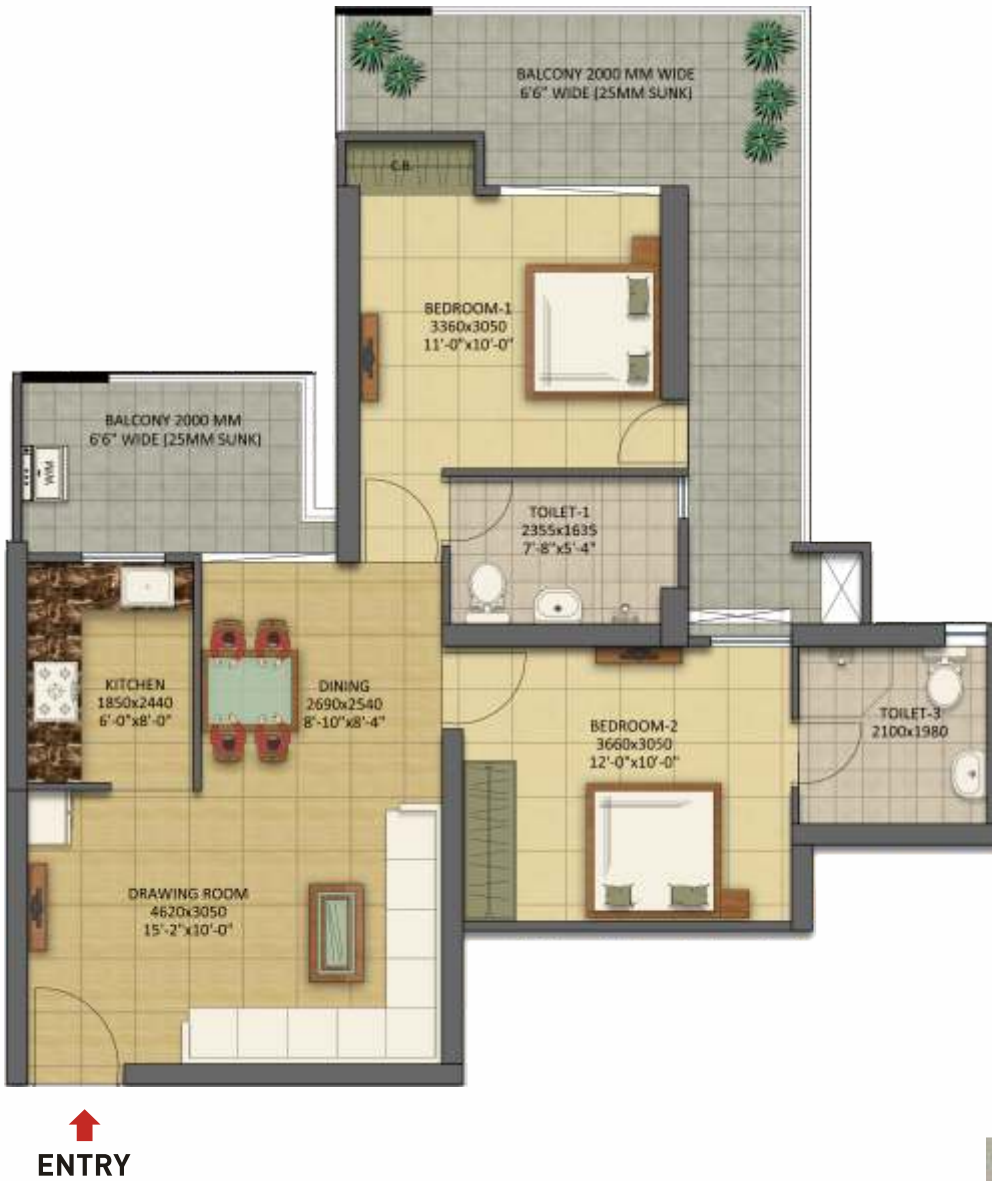 BALCONY 2000 MM WIDE
6'6" WIDE (25MM SUNK)
C.B.
BEDROOM-1
3360x3050
11'-0"x10'-0"
BALCONY 2000 MM
6'6" WIDE (25MM SUNK)
WM
TOILET-1
2355x1635
7'-8"x5'-4"
KITCHEN
1850x2440
6'-0"x8'-0"
DINING
2690x2540
8'-10"x8'-4"
BEDROOM-2
3660x3050
12'-0"x10'-0"
TOILET-3
2100x1980
DRAWING ROOM
4620x3050
15'-2"x10'-0"
ENTRY